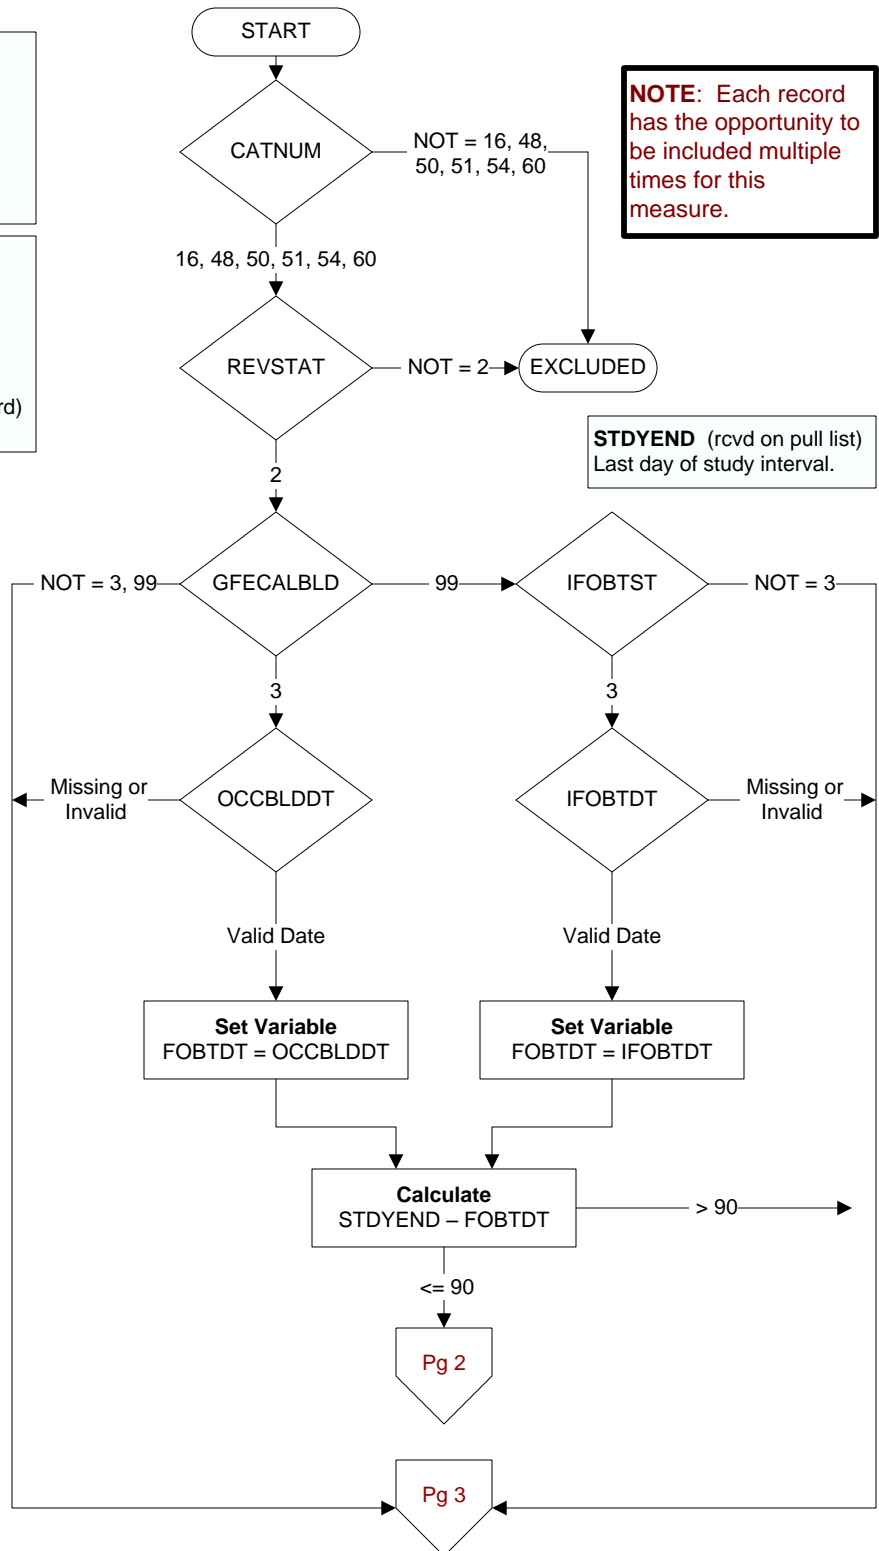 START
NOTE: Each record
has the opportunity to
be included multiple
times for this
measure.
CATNUM
NOT = 16, 48,
50, 51, 54, 60
16, 48, 50, 51, 54, 60
REVSTAT
NOT = 2
EXCLUDED
rd)
STDYEND (rcvd on pull list)
Last day of study interval.
2
NOT = 3, 99
GFECALBLD
99
IFOBTST
NOT = 3
3
3
Missing or
Invalid
OCCBLDDT
IFOBTDT
Missing or
Invalid
Valid Date
Valid Date
Set Variable
FOBTDT = OCCBLDDT
Set Variable
FOBTDT = IFOBTDT
Calculate
STDYEND – FOBTDT
> 90
<= 90
Pg 2
Pg 3